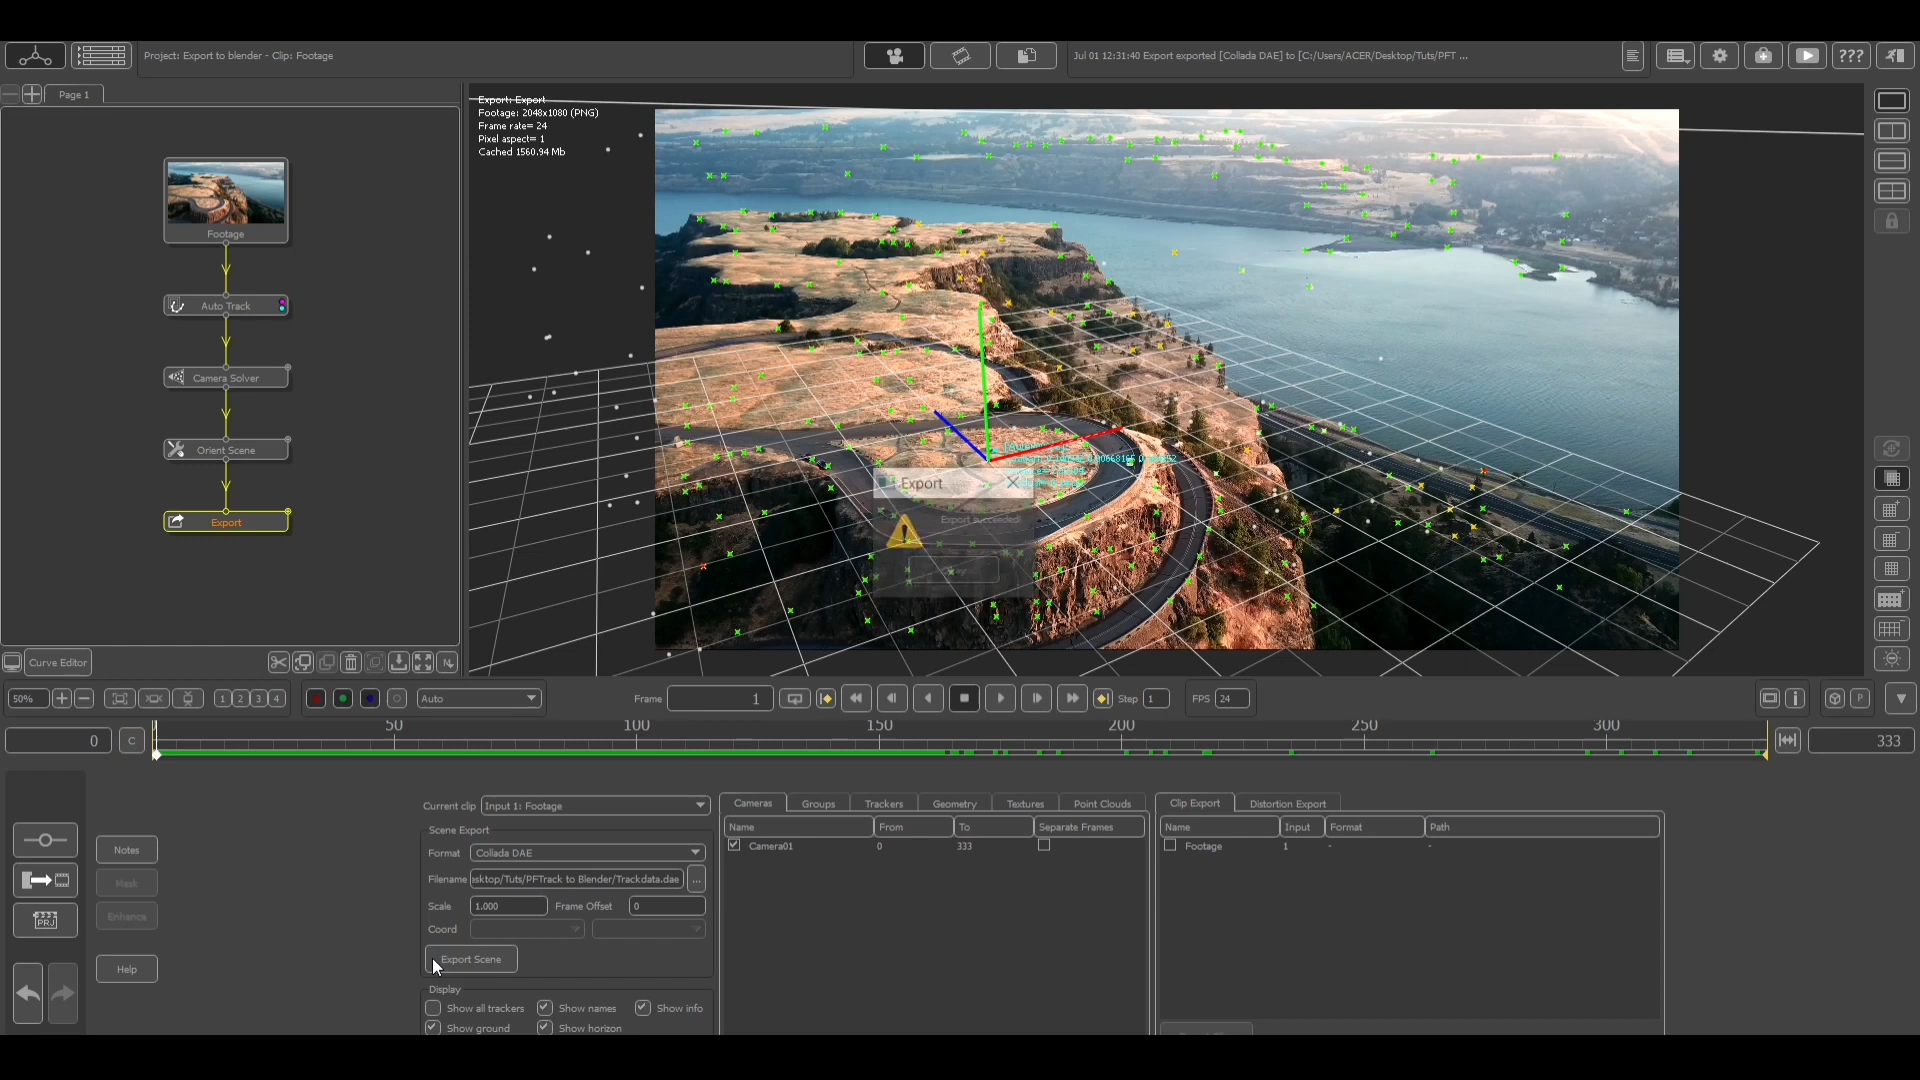 Project: Export to blender - Clip: Footage
Jul 01 12:31:40 Export exported [Collada DAE] to [C:/Users/ACER/Desktop/Tuts/PFT ...
???
Page 1
Export: Export
Footage: 2048x1080 (PNG)
Frame rate= 24
Pixel aspect= 1
Cached 1560.94 Mb
Footage
Auto Track
Camera Solver
Orient Scene
Export
Export
Export succeeded!
Curve Editor
50%
1 2 3 4
Auto
Frame 1
Step 1
FPS 24
P
0
C
50 100 150 200 250 300
333
Current clip Input 1: Footage
Scene Export
Format Collada DAE
Filename esktop/Tuts/PFTrack to Blender/Trackdata.dae ...
Scale 1.000 Frame Offset 0
Coord
Export Scene
Display
Show all trackers Show names Show info
Show ground Show horizon
Notes
Mask
Enhance
Help
PRJ
Cameras Groups Trackers Geometry Textures Point Clouds
Name From To Separate Frames
Camera01 0 333
Clip Export Distortion Export
Name Input Format Path
Footage 1 - -